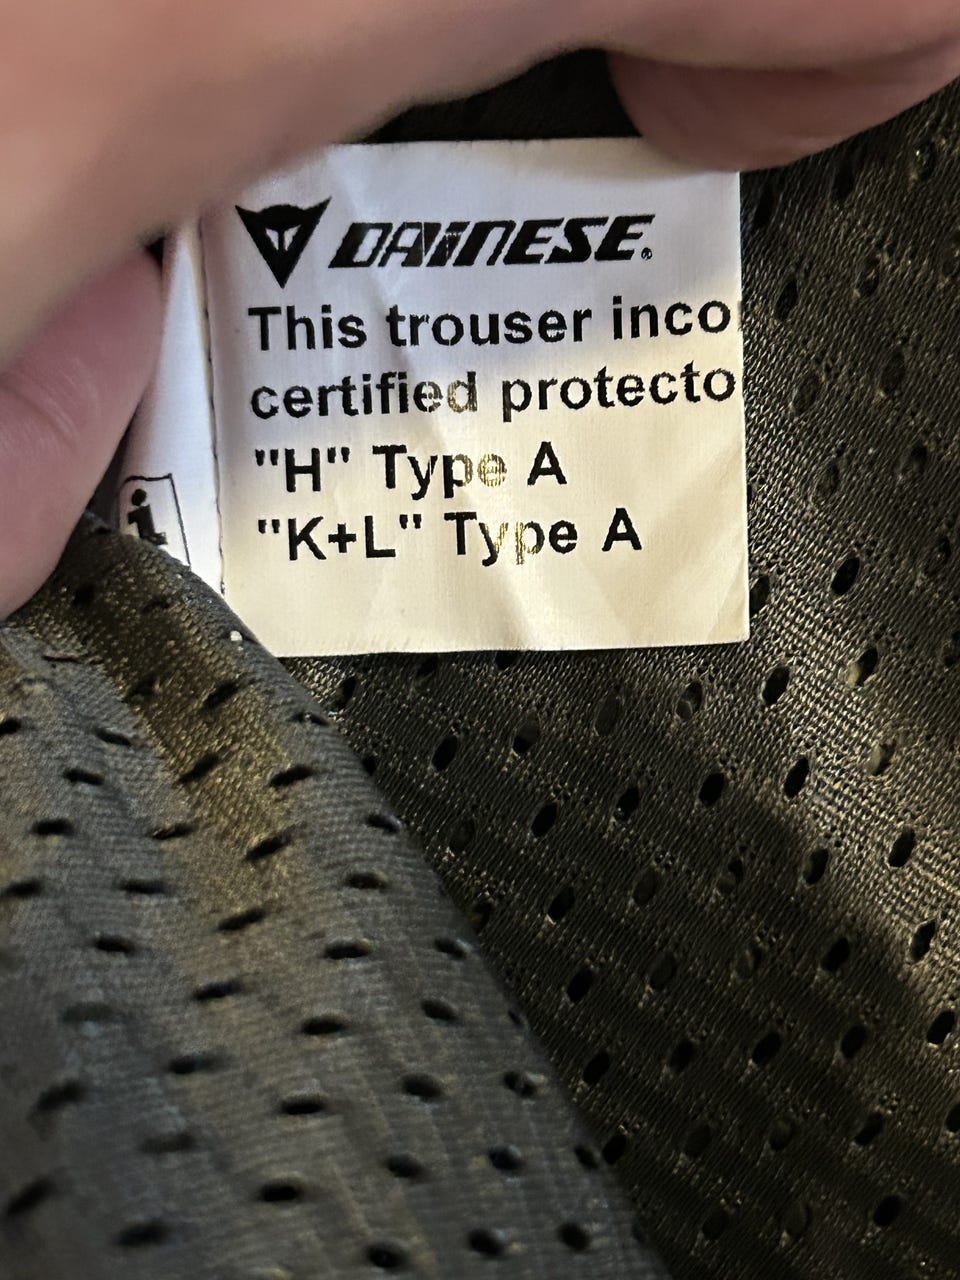 DAINESE®
This trouser inco
certified protecto
"H" Type A
"K+L" Type A
i